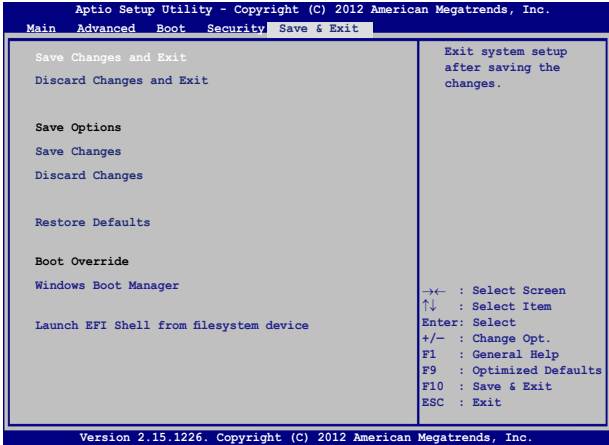 Aptio Setup Utility - Copyright (C) 2012 American Megatrends, Inc.
Main Advanced Boot Security Save & Exit
Save Changes and Exit
Discard Changes and Exit
Save Options
Save Changes
Discard Changes
Restore Defaults
Boot Override
Windows Boot Manager
Launch EFI Shell from filesystem device
Exit system setup
after saving the
changes.
→← : Select Screen
↑↓ : Select Item
Enter: Select
+/— : Change Opt.
F1 : General Help
F9 : Optimized Defaults
F10 : Save & Exit
ESC : Exit
Version 2.15.1226. Copyright (C) 2012 American Megatrends, Inc.